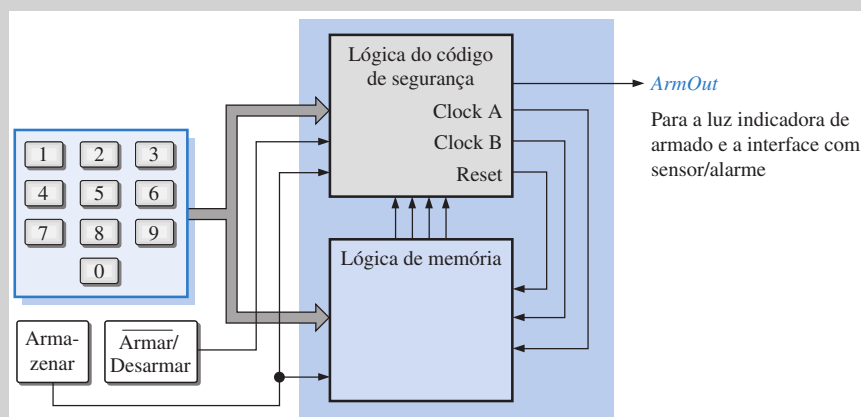 Lógica do código
de segurança
Clock A
Clock B
Reset
ArmOut
Para a luz indicadora de
armado e a interface com
sensor/alarme
1 2 3
4 5 6
7 8 9
0
Lógica de memória
Arma-
zenar
Armar/
Desarmar